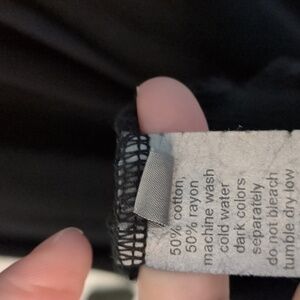 50% cotton,
50% rayon
machine wash
cold water
dark colors
separately
do not bleach
tumble dry low